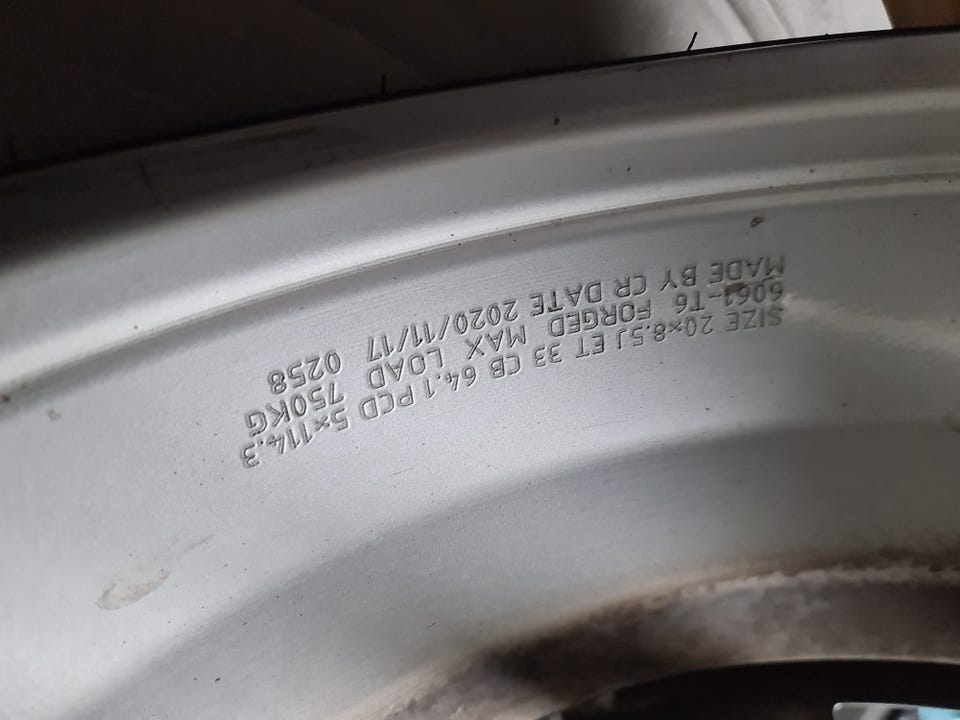 SIZE 20×8.5J ET 33 CB 64.1 PCD 5×114.3
6061-T6 FORGED MAX LOAD 750KG
MADE BY CR DATE 2020/11/17 0258